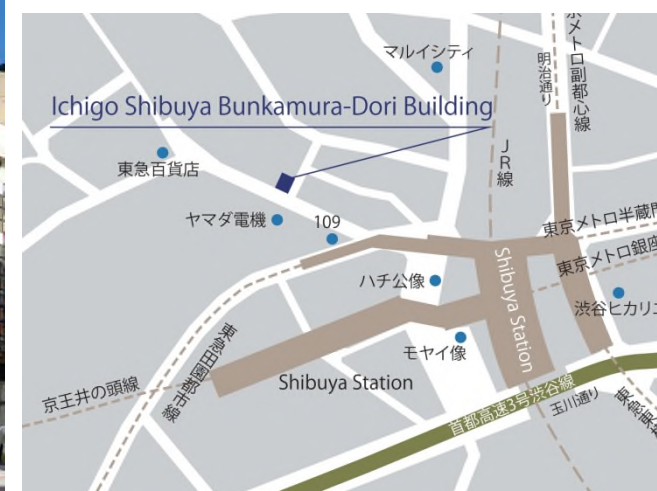 マルイシティ
明治通り
メトロ副都心線
Ichigo Shibuya Bunkamura-Dori Building
JR線
東急百貨店
ヤマダ電機
109
東京メトロ半蔵門
東京メトロ銀座
ハチ公像
Shibuya Station
渋谷ヒカリエ
モヤイ像
東急田園都市線
Shibuya Station
京王井の頭線
首都高速3号渋谷線
玉川通り
東急東